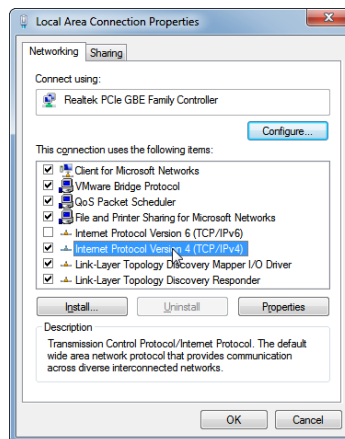 Local Area Connection Properties
Networking
Sharing
Connect using:
Realtek PCIe GBE Family Controller
Configure...
This connection uses the following items:
Client for Microsoft Networks
VMware Bridge Protocol
QoS Packet Scheduler
File and Printer Sharing for Microsoft Networks
Internet Protocol Version 6 (TCP/IPv6)
Internet Protocol Version 4 (TCP/IPv4)
Link-Layer Topology Discovery Mapper I/O Driver
Link-Layer Topology Discovery Responder
Install...
Uninstall
Properties
Description
Transmission Control Protocol/Internet Protocol. The default
wide area network protocol that provides communication
across diverse interconnected networks.
OK
Cancel